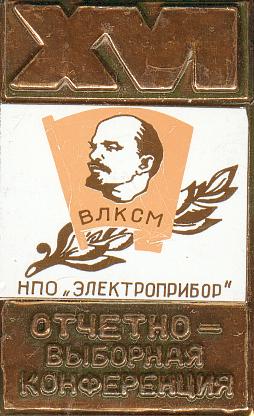 XVI
ВЛКСМ
НПО „ЭЛЕКТРОПРИБОР"
ОТЧЕТНО-
ВЫБОРНАЯ
КОНФЕРЕНЦИЯ